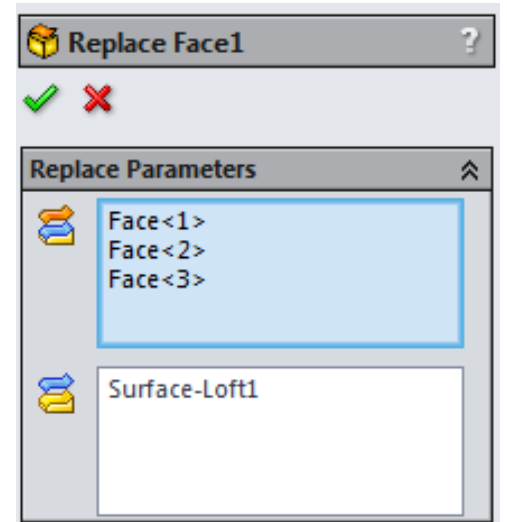 Replace Face1 ?
Replace Parameters
Face<1>
Face<2>
Face<3>
Surface-Loft1